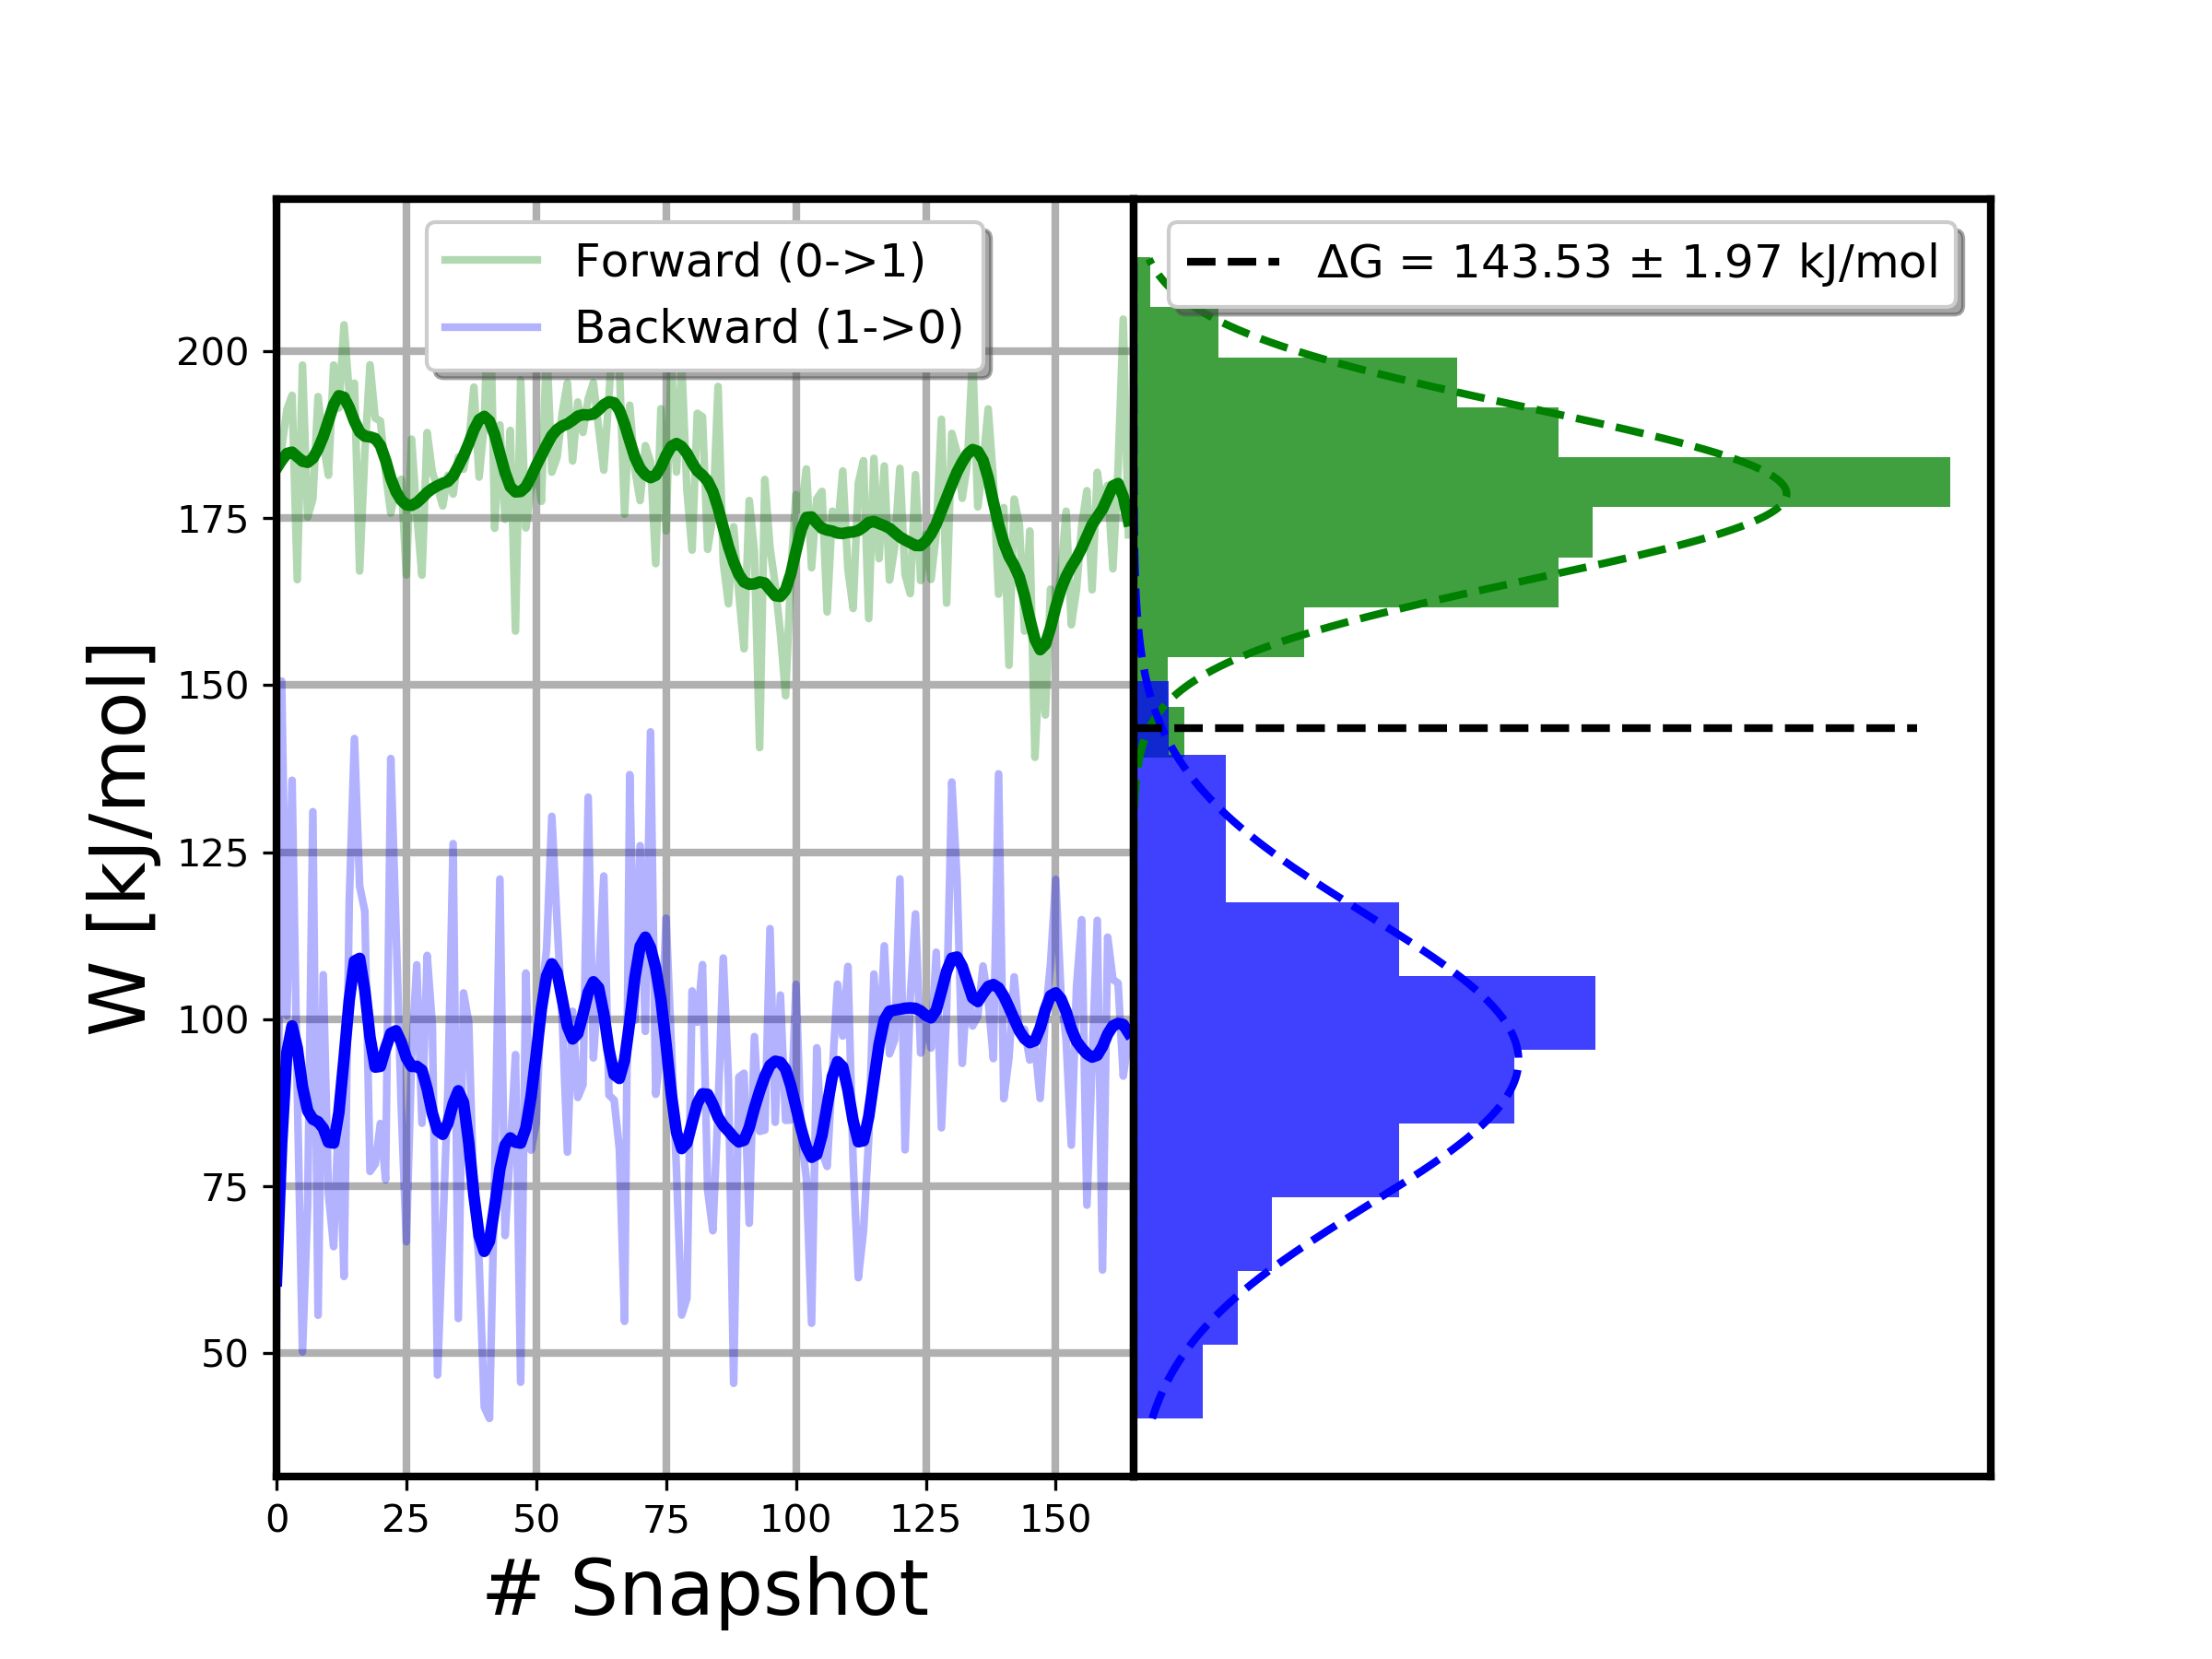 Forward (0->1)
Backward (1->0)
ΔG = 143.53 ± 1.97 kJ/mol
W [kJ/mol]
200
175
150
125
100
75
50
0 25 50 75 100 125 150
# Snapshot